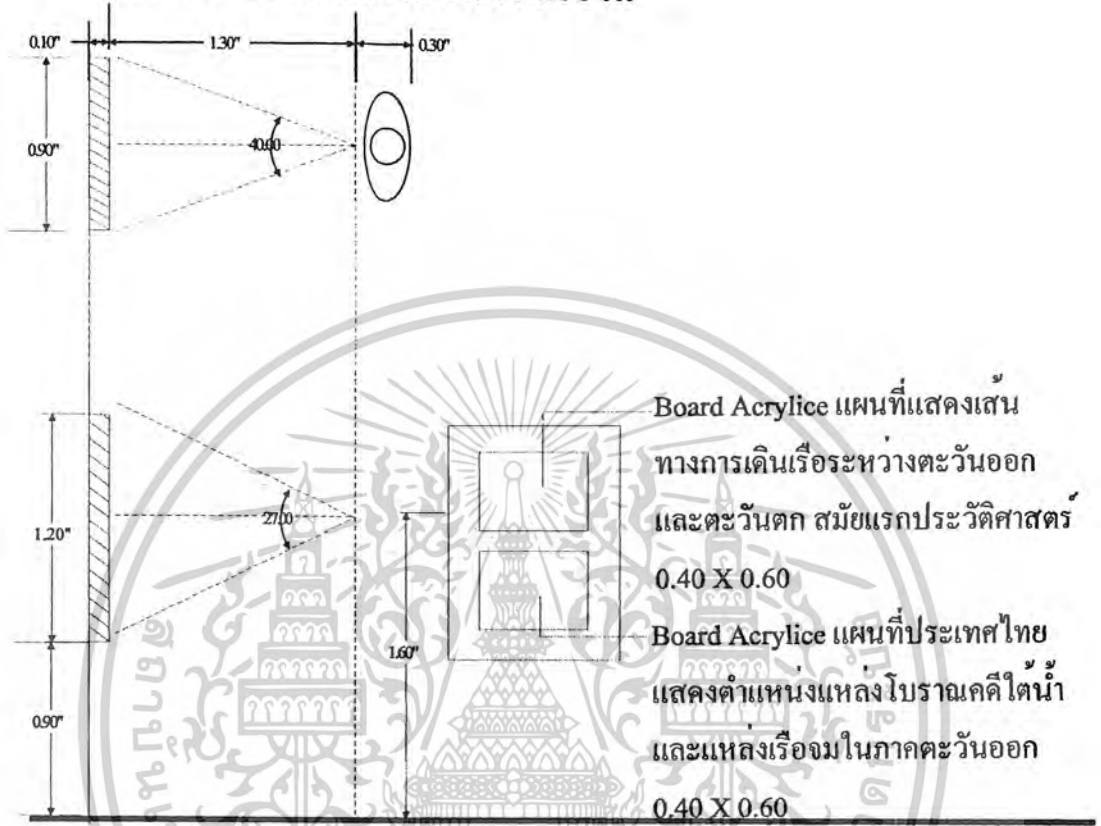 0.10"
1.30"
0.30"
0.90"
40.00
1.20"
27.00
1.60"
0.90"
Board Acrylice แผนที่แสดงเส้น
ทางการเดินเรือระหว่างตะวันออก
และตะวันตก สมัยแรกประวัติศาสตร์
0.40 X 0.60
Board Acrylice แผนที่ประเทศไทย
แสดงตำแหน่งแหล่งโบราณคดีใต้น้ำ
และแหล่งเรือจมในภาคตะวันออก
0.40 X 0.60